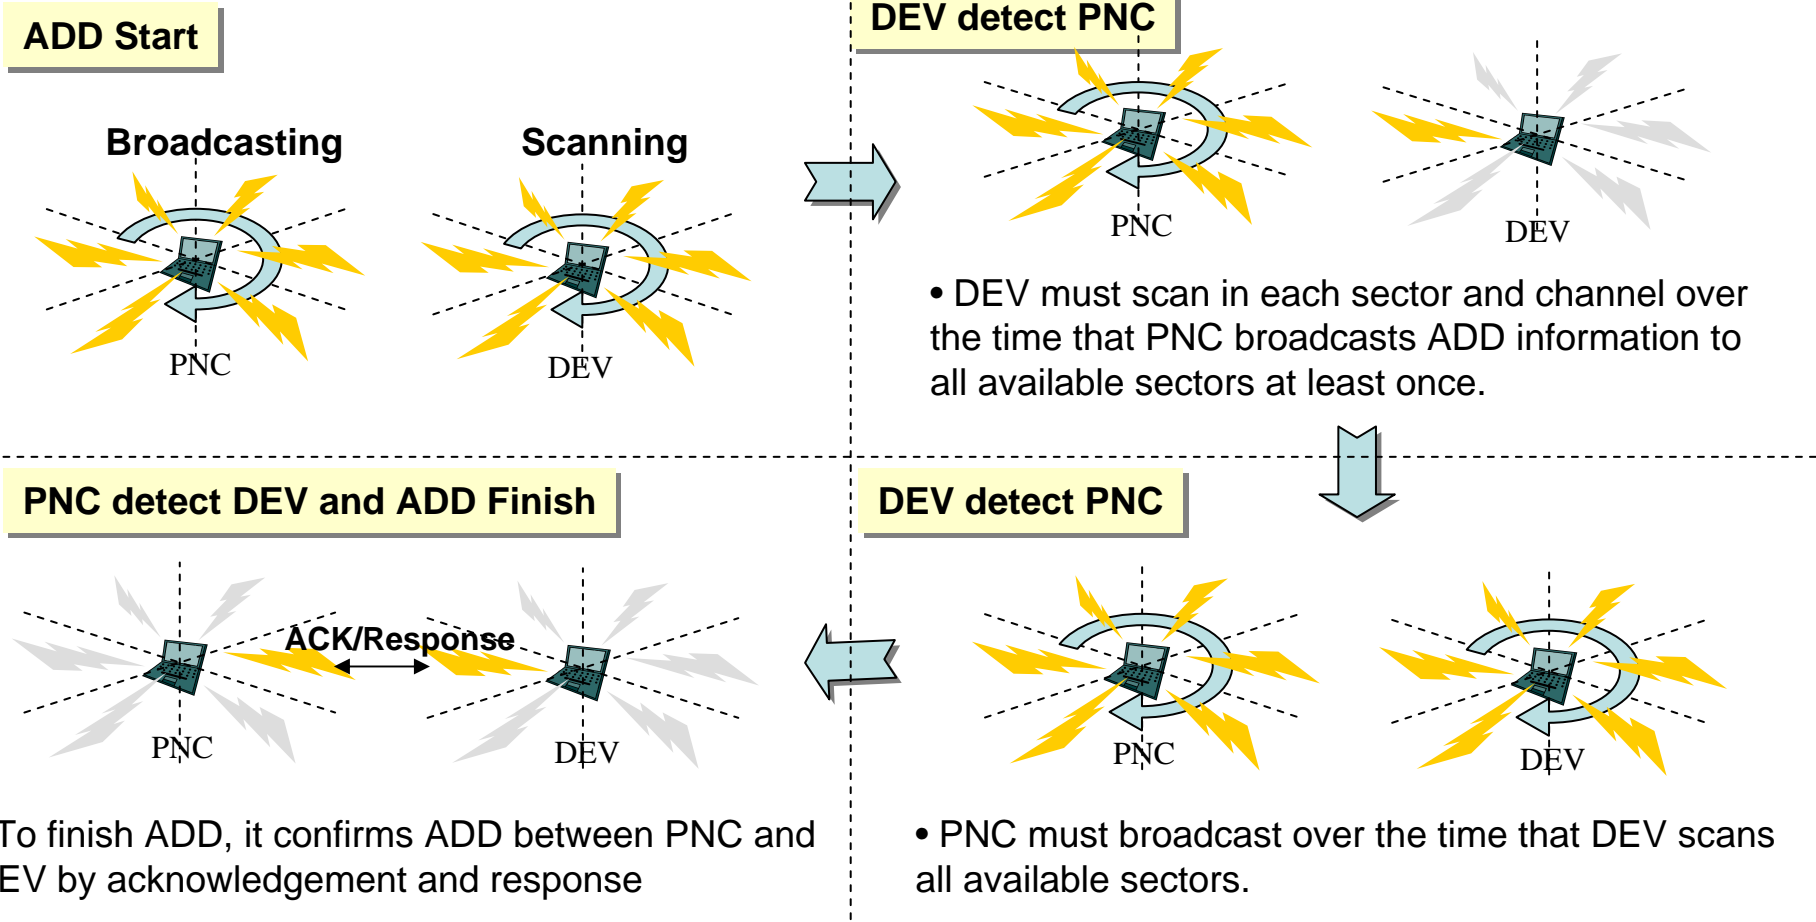 ADD Start
Broadcasting
Scanning
PNC
DEV
DEV detect PNC
PNC
DEV
• DEV must scan in each sector and channel over
the time that PNC broadcasts ADD information to
all available sectors at least once.
PNC detect DEV and ADD Finish
ACK/Response
PNC
DEV
To finish ADD, it confirms ADD between PNC and
EV by acknowledgement and response
DEV detect PNC
PNC
DEV
• PNC must broadcast over the time that DEV scans
all available sectors.